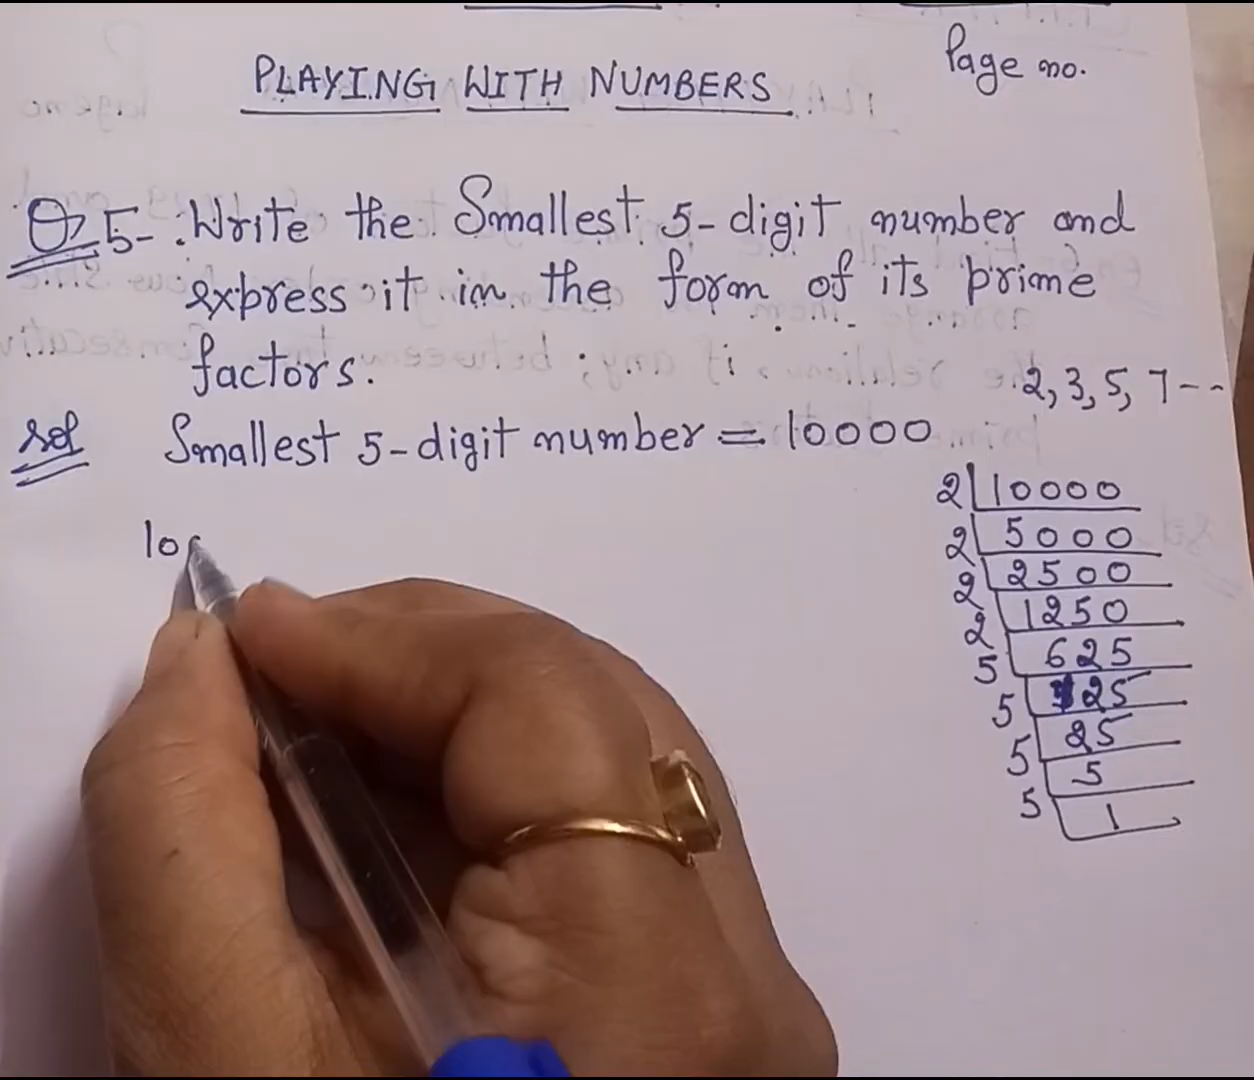 Page no.
PLAYING WITH NUMBERS
Q 5- Write the Smallest 5-digit number and
express it in the form of its prime
factors.
2, 3, 5, 7--
Sol Smallest 5-digit number = 10000
2 | 10000
2 | 5000
2 | 2500
2 | 1250
5 | 625
5 | 125
5 | 25
5 | 5
1
100